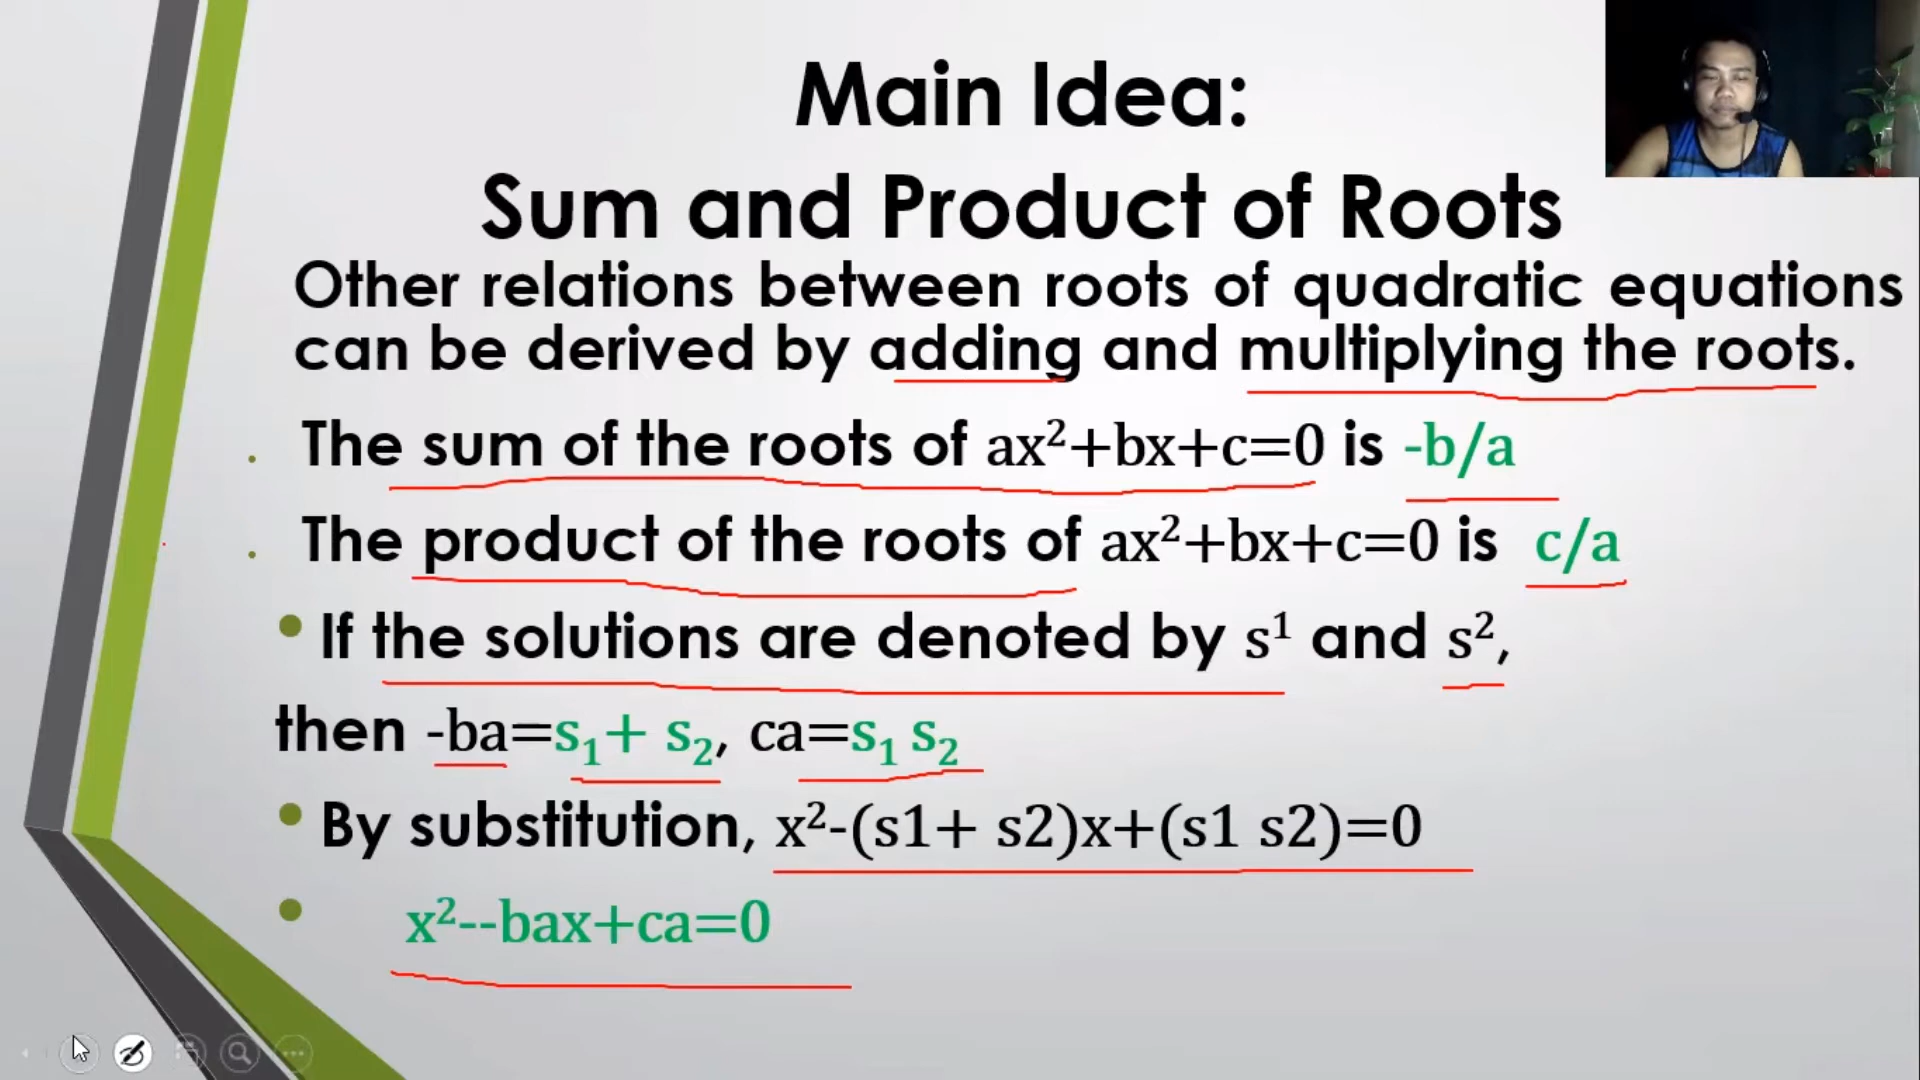 Main Idea:
Sum and Product of Roots
Other relations between roots of quadratic equations
can be derived by adding and multiplying the roots.
. The sum of the roots of ax²+bx+c=0 is -b/a
. The product of the roots of ax²+bx+c=0 is c/a
• If the solutions are denoted by s¹ and s²,
then -ba=s₁+ s₂, ca=s₁ s₂
• By substitution, x²-(s1+ s2)x+(s1 s2)=0
• x²--bax+ca=0